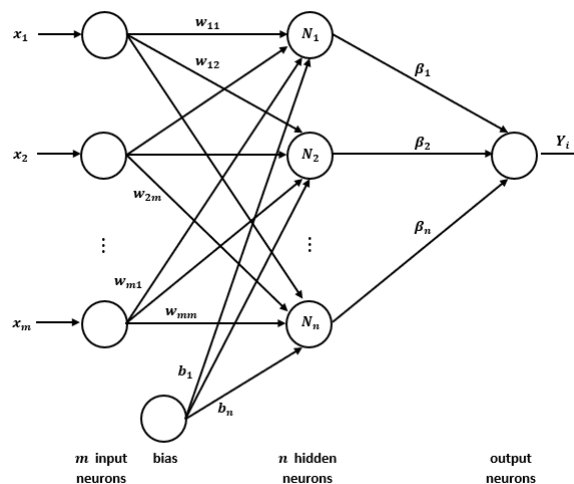 x₁
w₁₁
N₁
w₁₂
β₁
x₂
N₂
β₂
Yᵢ
w₂ₘ
βₙ
⋮
⋮
wₘ₁
xₘ
wₘₘ
Nₙ
b₁
bₙ
m input
neurons
bias
n hidden
neurons
output
neurons